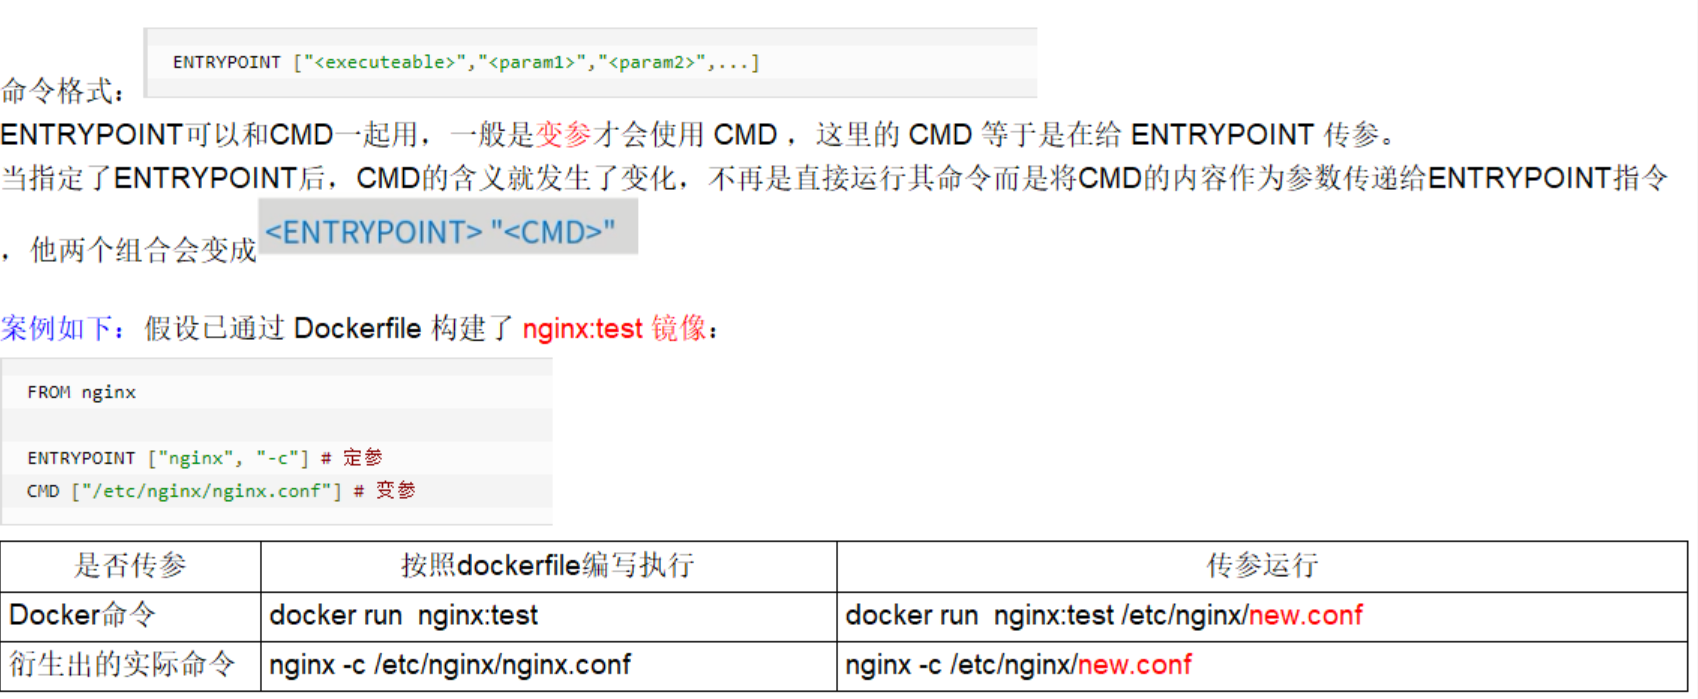 ENTRYPOINT ["<executeable>","<param1>","<param2>",...]
命令格式：
ENTRYPOINT可以和CMD一起用，一般是变参才会使用 CMD ，这里的 CMD 等于是在给 ENTRYPOINT 传参。
当指定了ENTRYPOINT后，CMD的含义就发生了变化，不再是直接运行其命令而是将CMD的内容作为参数传递给ENTRYPOINT指令
，他两个组合会变成<ENTRYPOINT> "<CMD>"
案例如下：假设已通过 Dockerfile 构建了 nginx:test 镜像：
FROM nginx
ENTRYPOINT ["nginx", "-c"] # 定参
CMD ["/etc/nginx/nginx.conf"] # 变参
是否传参 按照dockerfile编写执行 传参运行
Docker命令 docker run  nginx:test docker run  nginx:test /etc/nginx/new.conf
衍生出的实际命令 nginx -c /etc/nginx/nginx.conf nginx -c /etc/nginx/new.conf